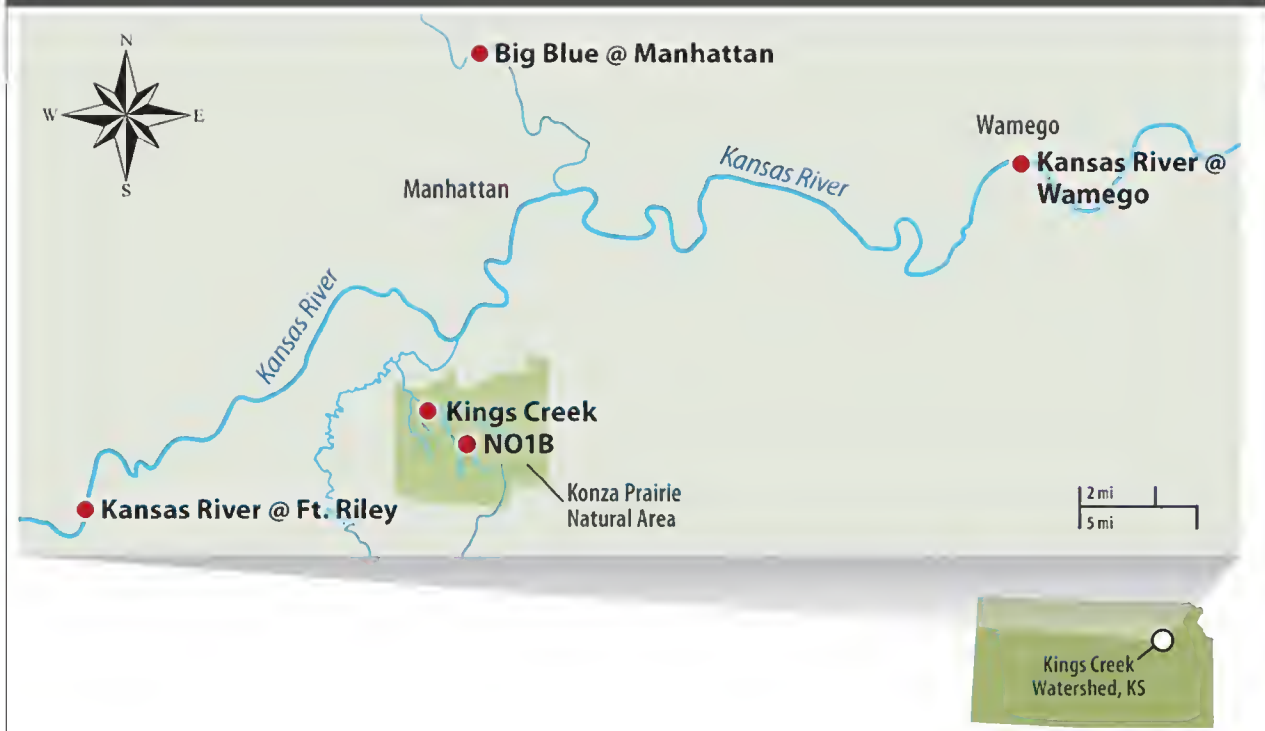 N
W
E
S
Big Blue @ Manhattan
Wamego
Kansas River @
Wamego
Kansas River
Manhattan
Kansas River
Kings Creek
NO1B
Konza Prairie
Natural Area
Kansas River @ Ft. Riley
2 mi
5 mi
Kings Creek
Watershed, KS